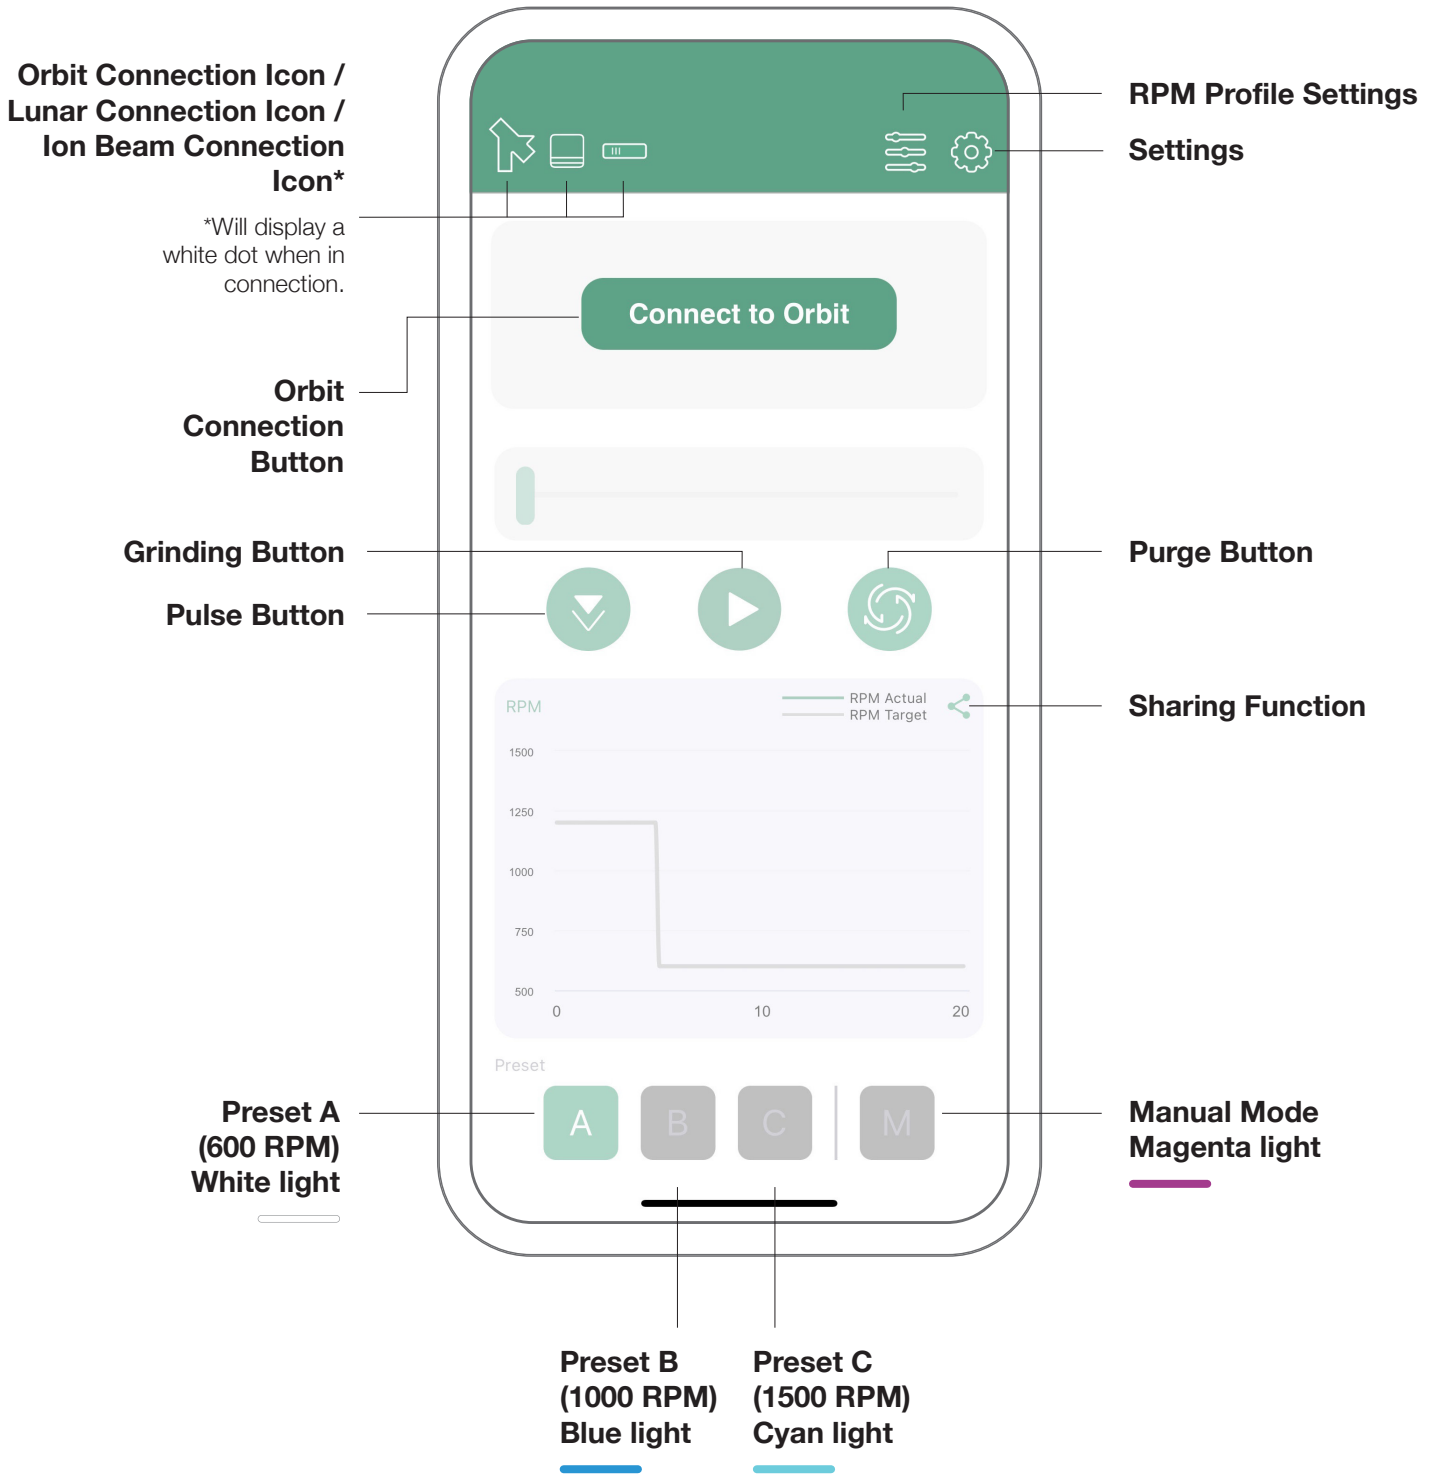 Orbit Connection Icon /
Lunar Connection Icon /
Ion Beam Connection
Icon*
*Will display a
white dot when in
connection.
RPM Profile Settings
Settings
Connect to Orbit
Orbit
Connection
Button
Grinding Button
Purge Button
Pulse Button
RPM
RPM Actual
RPM Target
Sharing Function
1500
1250
1000
750
500
0 10 20
Preset
A B C M
Preset A
(600 RPM)
White light
Manual Mode
Magenta light
Preset B
(1000 RPM)
Blue light
Preset C
(1500 RPM)
Cyan light